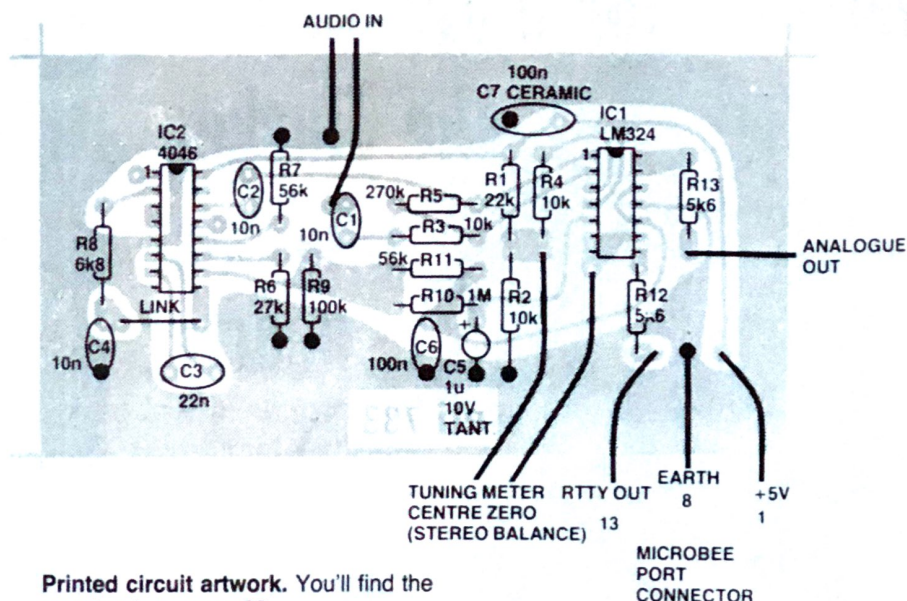 AUDIO IN
100n
C7 CERAMIC
IC1
LM324
1
IC2
4046
1
R7
56k
C2
10n
C1
10n
270k
R5
R3
10k
56k
R11
R10
1M
R1
22k
R4
10k
R13
5k6
ANALOGUE
OUT
R8
6k8
R6
27k
R9
100k
R2
10k
R12
LINK
C4
10n
C3
22n
C6
100n
+
C5
1u
10V
TANT
TUNING METER
CENTRE ZERO
(STEREO BALANCE)
RTTY OUT
13
EARTH
8
+5V
1
MICROBEE
PORT
CONNECTOR
Printed circuit artwork. You'll find the